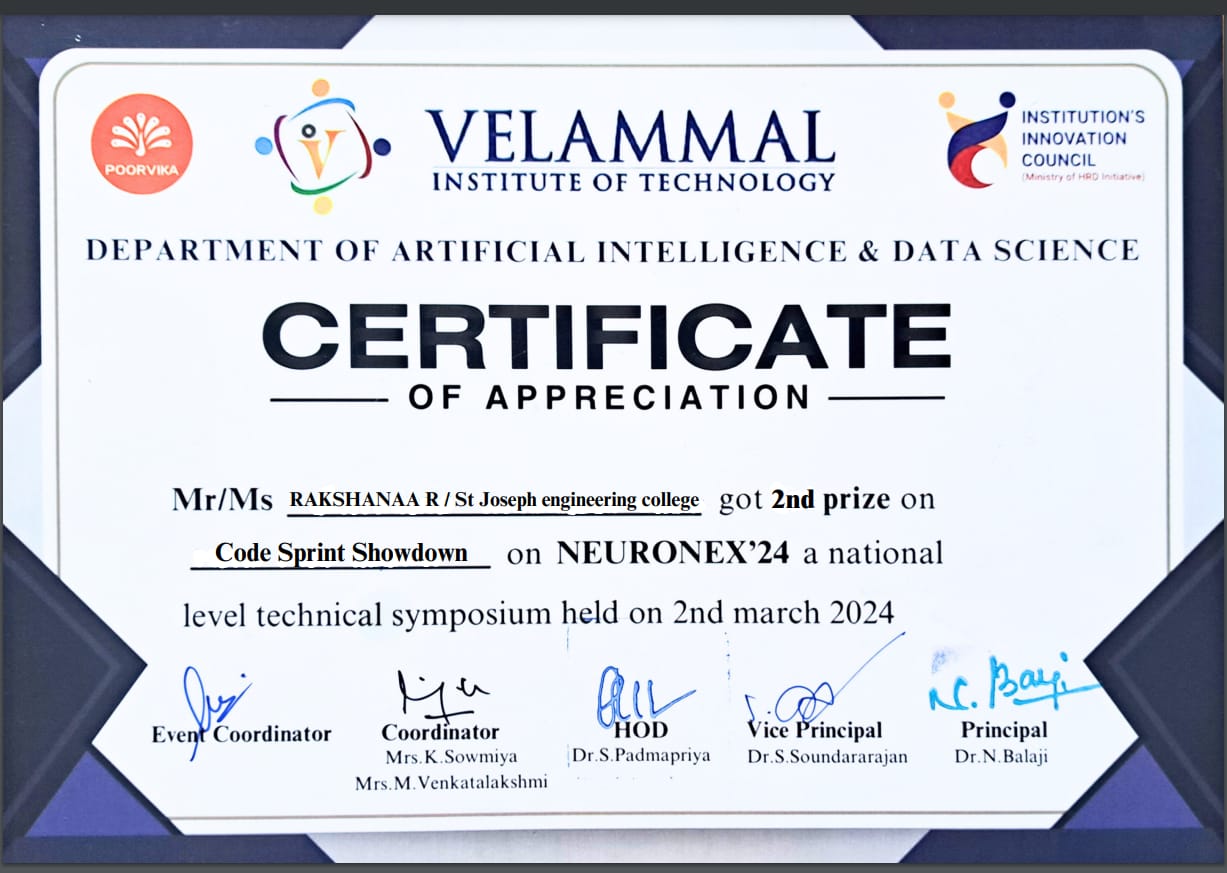 POORVIKA
VELAMMAL
INSTITUTE OF TECHNOLOGY
INSTITUTION'S
INNOVATION
COUNCIL
(Ministry of HRD Initiative)
DEPARTMENT OF ARTIFICIAL INTELLIGENCE & DATA SCIENCE
CERTIFICATE
OF APPRECIATION
Mr/Ms RAKSHANAA R / St Joseph engineering college got 2nd prize on
Code Sprint Showdown on NEURONEX’24 a national
level technical symposium held on 2nd march 2024
N. Balaji
Event Coordinator
Coordinator
HOD
Vice Principal
Principal
Mrs.K.Sowmiya
Dr.S.Padmapriya
Dr.S.Soundararajan
Dr.N.Balaji
Mrs.M.Venkatalakshmi